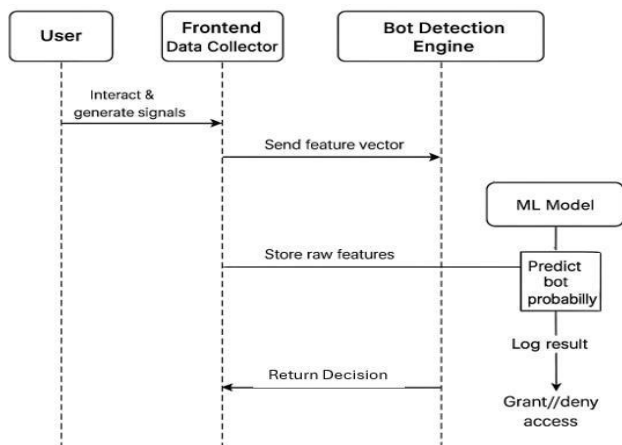 User
Frontend
Data Collector
Bot Detection
Engine
Interact &
generate signals
Send feature vector
ML Model
Store raw features
Predict
bot
probabilly
Log result
Return Decision
Grant//deny
access